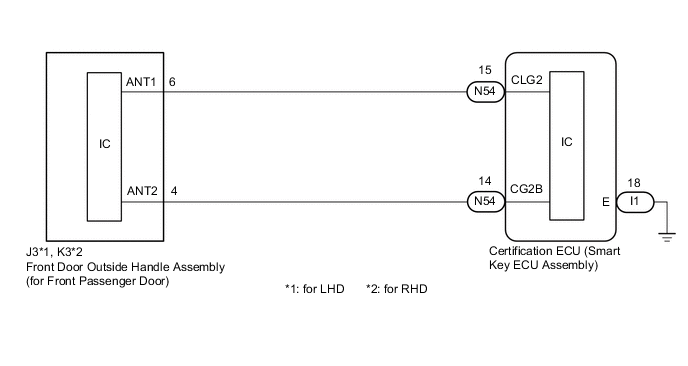 15
ANT1
6
CLG2
N54
IC
IC
14
18
ANT2
4
CG2B
N54
E
I1
J3*1, K3*2
Front Door Outside Handle Assembly
(for Front Passenger Door)
Certification ECU (Smart
Key ECU Assembly)
*1: for LHD *2: for RHD